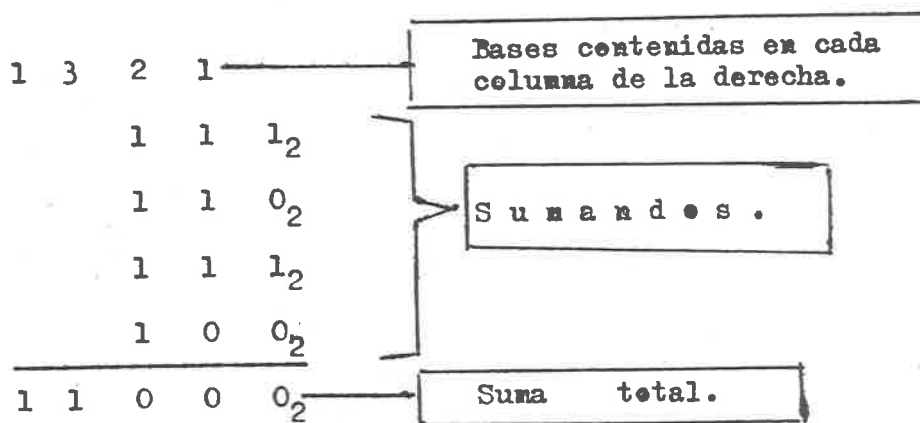 Bases contenidas en cada
1 3 2 1 columna de la derecha.
1 1 1₂
1 1 0₂
S u m a n d o s .
1 1 1₂
1 0 0₂
1 1 0 0 0₂ Suma total.